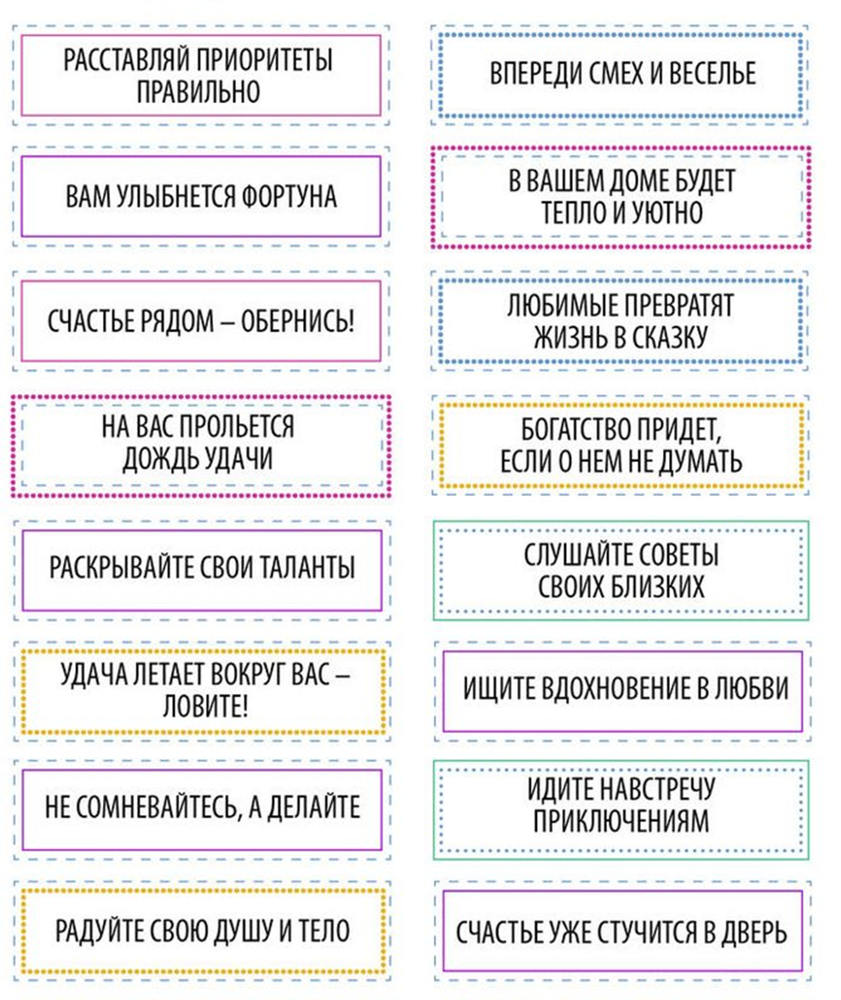 РАССТАВЛЯЙ ПРИОРИТЕТЫ
ПРАВИЛЬНО
ВПЕРЕДИ СМЕХ И ВЕСЕЛЬЕ
ВАМ УЛЫБНЕТСЯ ФОРТУНА
В ВАШЕМ ДОМЕ БУДЕТ
ТЕПЛО И УЮТНО
СЧАСТЬЕ РЯДОМ – ОБЕРНИСЬ!
ЛЮБИМЫЕ ПРЕВРАТЯТ
ЖИЗНЬ В СКАЗКУ
НА ВАС ПРОЛЬЕТСЯ
ДОЖДЬ УДАЧИ
БОГАТСТВО ПРИДЕТ,
ЕСЛИ О НЕМ НЕ ДУМАТЬ
РАСКРЫВАЙТЕ СВОИ ТАЛАНТЫ
СЛУШАЙТЕ СОВЕТЫ
СВОИХ БЛИЗКИХ
УДАЧА ЛЕТАЕТ ВОКРУГ ВАС –
ЛОВИТЕ!
ИЩИТЕ ВДОХНОВЕНИЕ В ЛЮБВИ
НЕ СОМНЕВАЙТЕСЬ, А ДЕЛАЙТЕ
ИДИТЕ НАВСТРЕЧУ
ПРИКЛЮЧЕНИЯМ
РАДУЙТЕ СВОЮ ДУШУ И ТЕЛО
СЧАСТЬЕ УЖЕ СТУЧИТСЯ В ДВЕРЬ